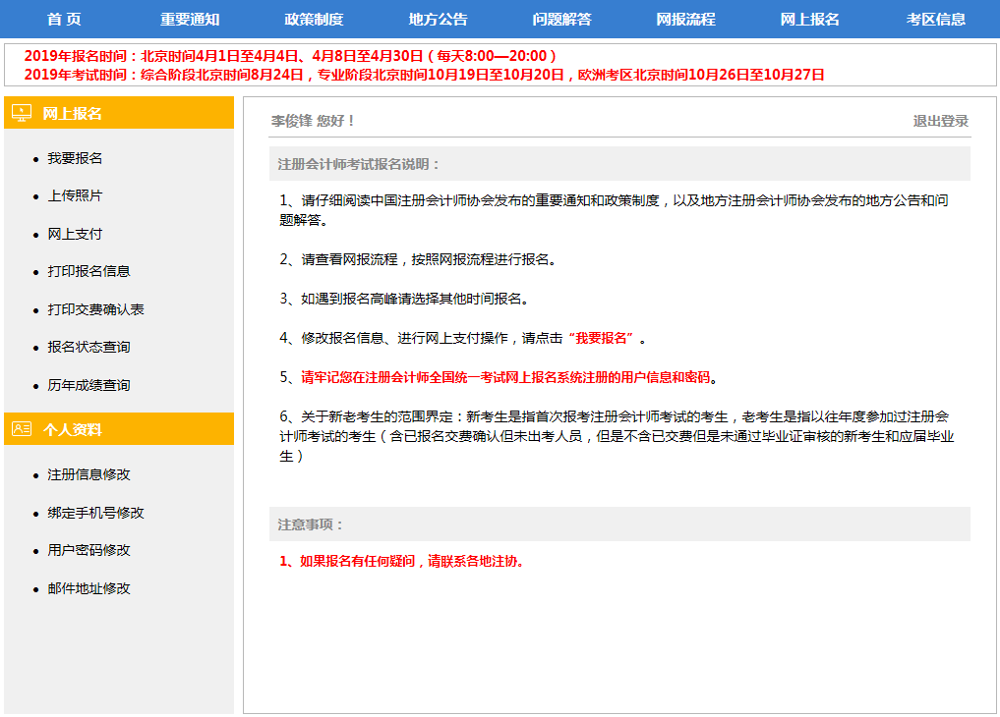 首 页 重要通知 政策制度 地方公告 问题解答 网报流程 网上报名 考区信息
2019年报名时间：北京时间4月1日至4月4日、4月8日至4月30日（每天8:00—20:00）
2019年考试时间：综合阶段北京时间8月24日，专业阶段北京时间10月19日至10月20日，欧洲考区北京时间10月26日至10月27日
网上报名
我要报名
上传照片
网上支付
打印报名信息
打印交费确认表
报名状态查询
历年成绩查询
个人资料
注册信息修改
绑定手机号修改
用户密码修改
邮件地址修改
李俊锋 您好！ 退出登录
注册会计师考试报名说明：
1、请仔细阅读中国注册会计师协会发布的重要通知和政策制度，以及地方注册会计师协会发布的地方公告和问
题解答。
2、请查看网报流程，按照网报流程进行报名。
3、如遇到报名高峰请选择其他时间报名。
4、修改报名信息、进行网上支付操作，请点击“我要报名”。
5、请牢记您在注册会计师全国统一考试网上报名系统注册的用户信息和密码。
6、关于新老考生的范围界定：新考生是指首次报考注册会计师考试的考生，老考生是指以往年度参加过注册会
计师考试的考生（含已报名交费确认但未出考人员，但是不含已交费但是未通过毕业证审核的新考生和应届毕业
生）
注意事项：
1、如果报名有任何疑问，请联系各地注协。